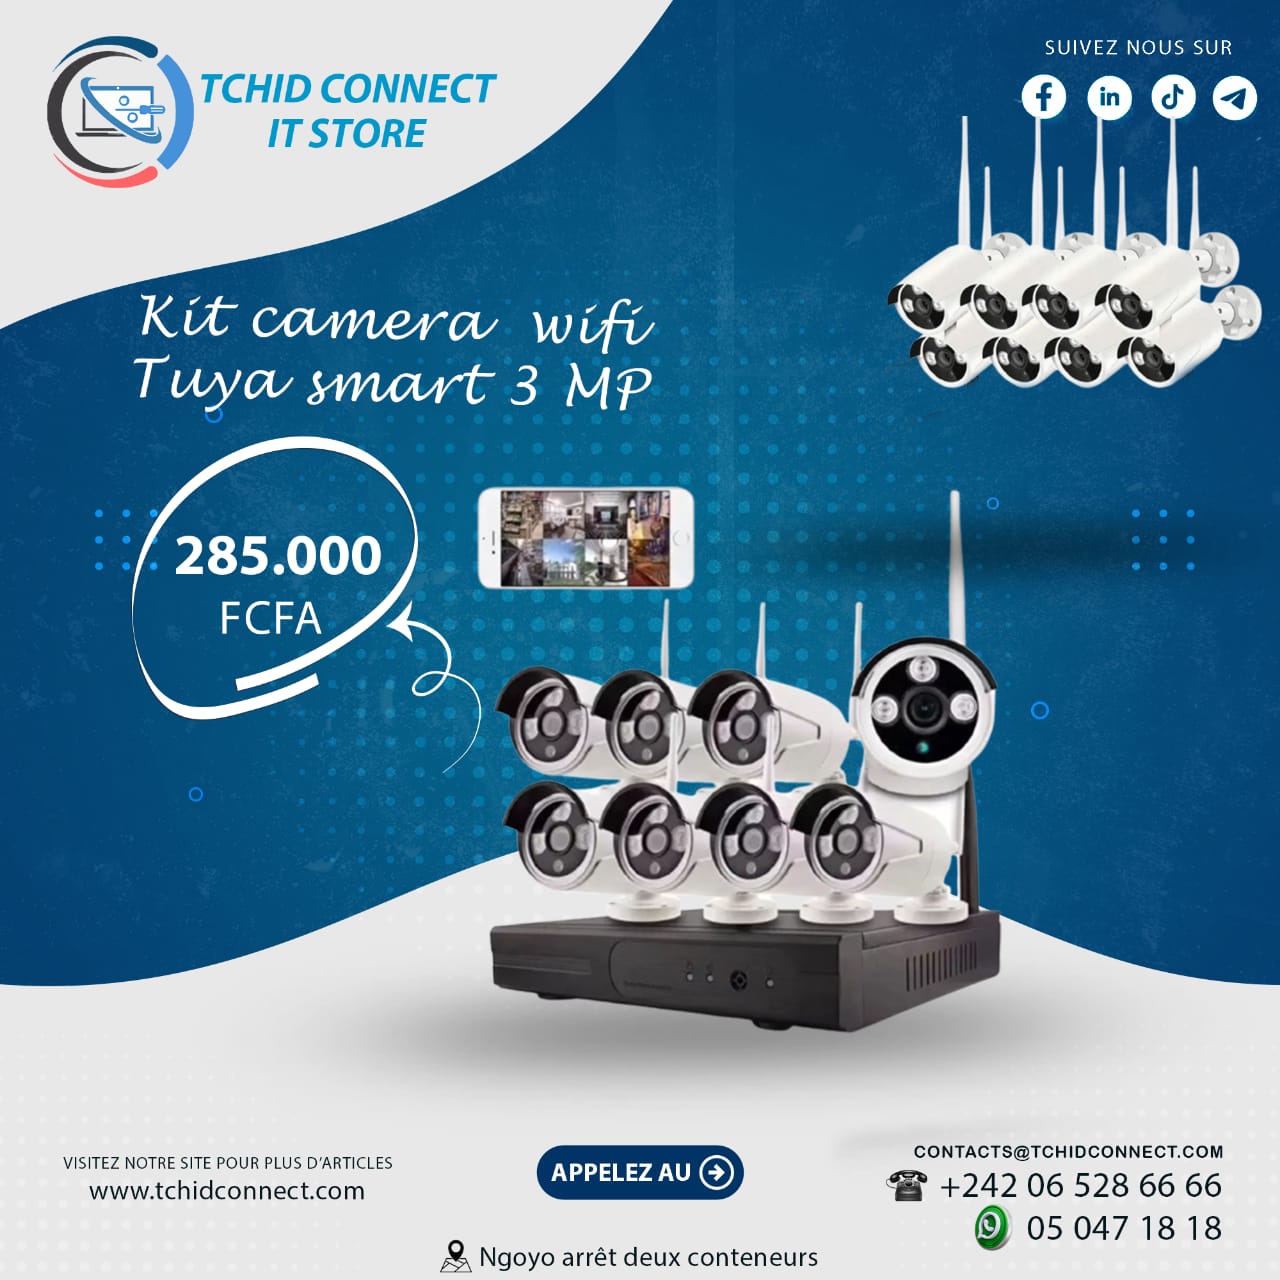 TCHID CONNECT
IT STORE
SUIVEZ NOUS SUR
Kit camera wifi
Tuya smart 3 MP
285.000
FCFA
VISITEZ NOTRE SITE POUR PLUS D'ARTICLES
www.tchidconnect.com
APPELEZ AU
CONTACTS@TCHIDCONNECT.COM
+242 06 528 66 66
05 047 18 18
Ngoyo arrêt deux conteneurs